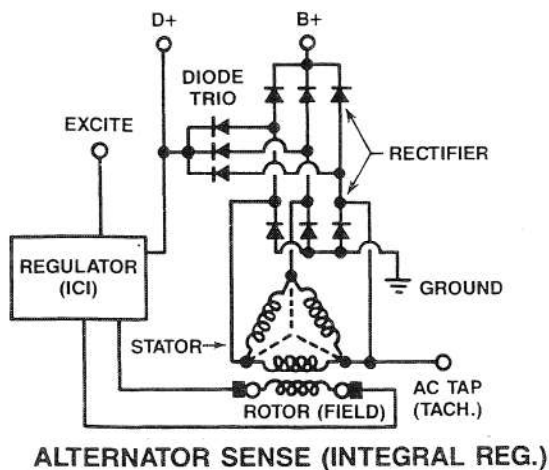 D+
B+
DIODE
TRIO
EXCITE
RECTIFIER
REGULATOR
(ICI)
GROUND
STATOR
AC TAP
(TACH.)
ROTOR (FIELD)
ALTERNATOR SENSE (INTEGRAL REG.)